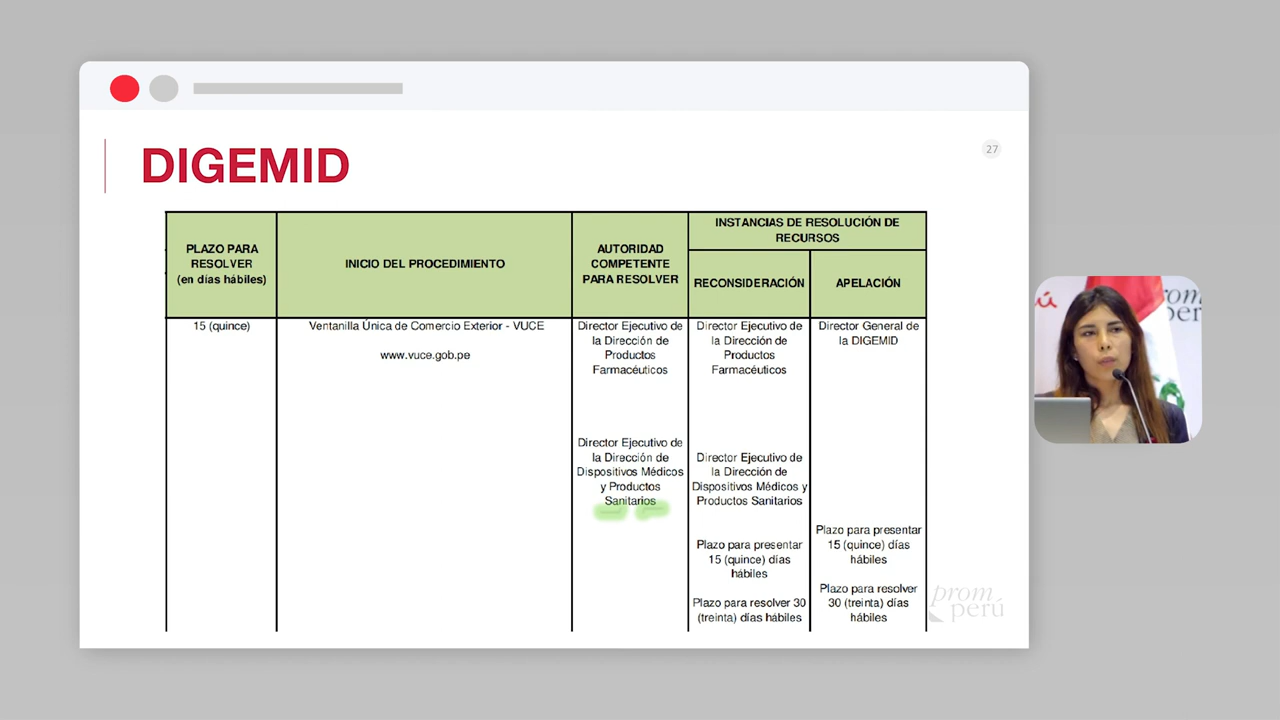 DIGEMID
27
PLAZO PARA
RESOLVER
(en días hábiles)
INICIO DEL PROCEDIMIENTO
AUTORIDAD
COMPETENTE
PARA RESOLVER
INSTANCIAS DE RESOLUCIÓN DE
RECURSOS
RECONSIDERACIÓN
APELACIÓN
15 (quince)
Ventanilla Única de Comercio Exterior - VUCE
www.vuce.gob.pe
Director Ejecutivo de
la Dirección de
Productos
Farmacéuticos
Director Ejecutivo de
la Dirección de
Dispositivos Médicos
y Productos
Sanitarios
Director Ejecutivo de
la Dirección de
Productos
Farmacéuticos
Director Ejecutivo de
la Dirección de
Dispositivos Médicos y
Productos Sanitarios
Plazo para presentar
15 (quince) días
hábiles
Plazo para resolver 30
(treinta) días hábiles
Director General de
la DIGEMID
Plazo para presentar
15 (quince) días
hábiles
Plazo para resolver
30 (treinta) días
hábiles
prom
perú